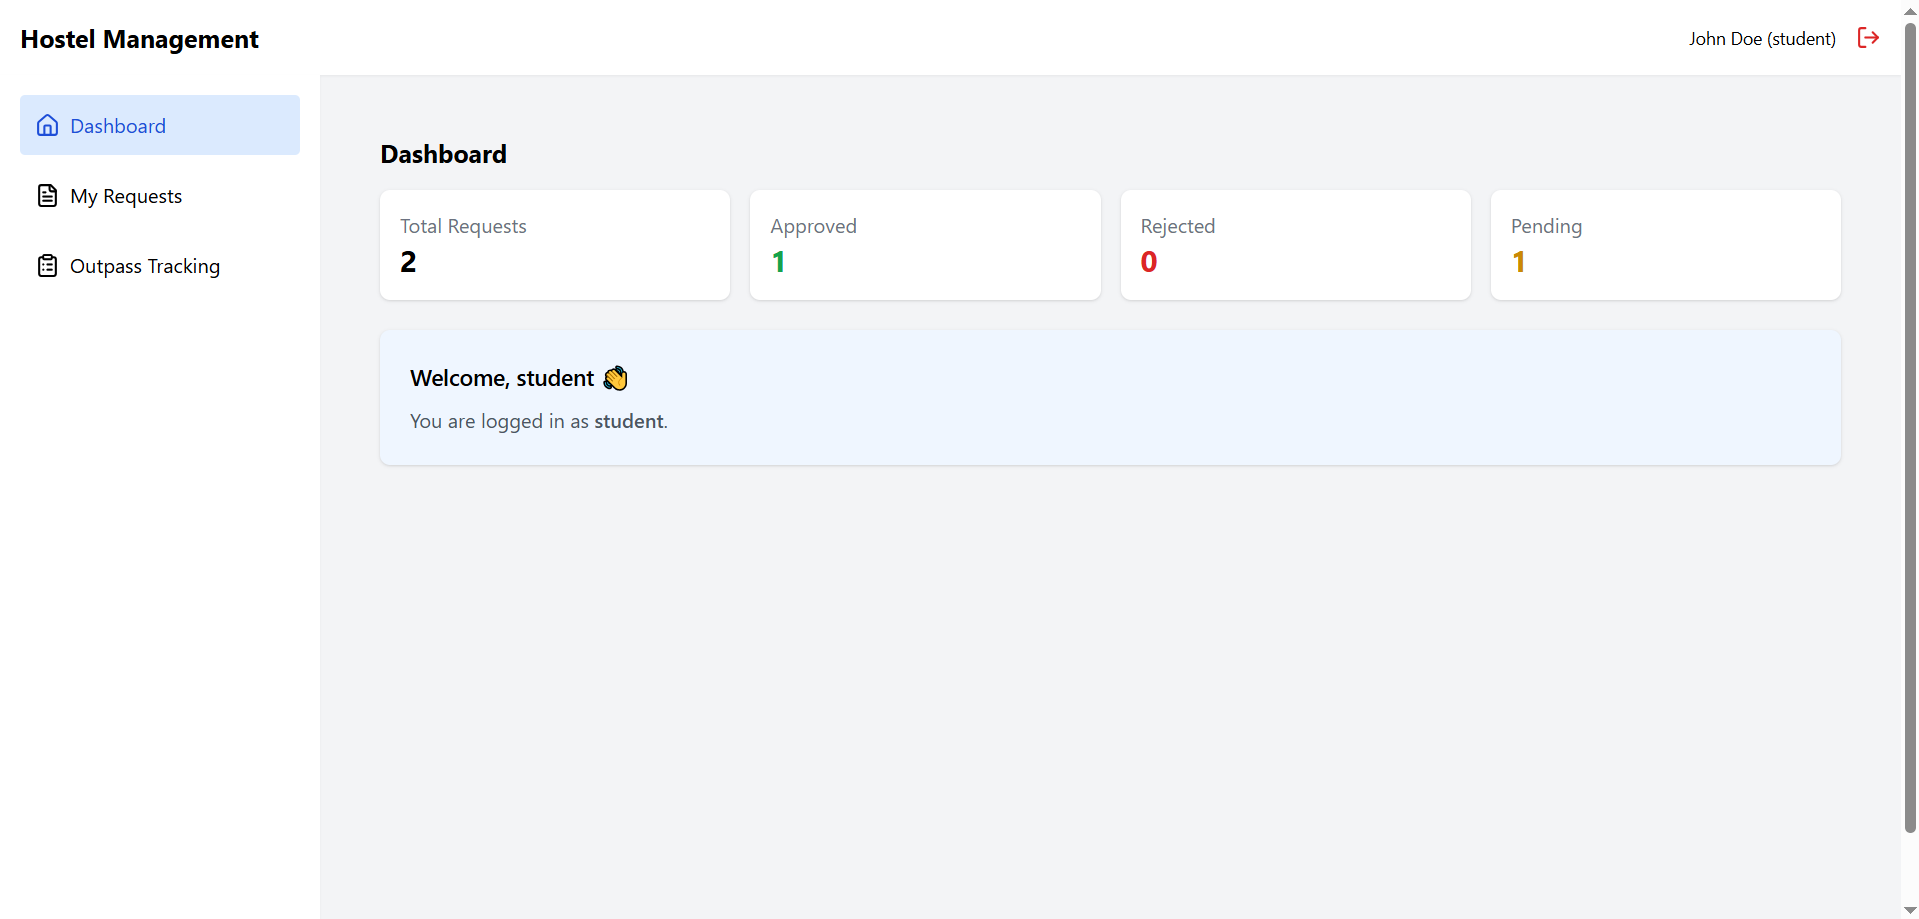 Hostel Management
John Doe (student)
Dashboard
My Requests
Outpass Tracking
Dashboard
Total Requests
2
Approved
1
Rejected
0
Pending
1
Welcome, student 👋
You are logged in as student.